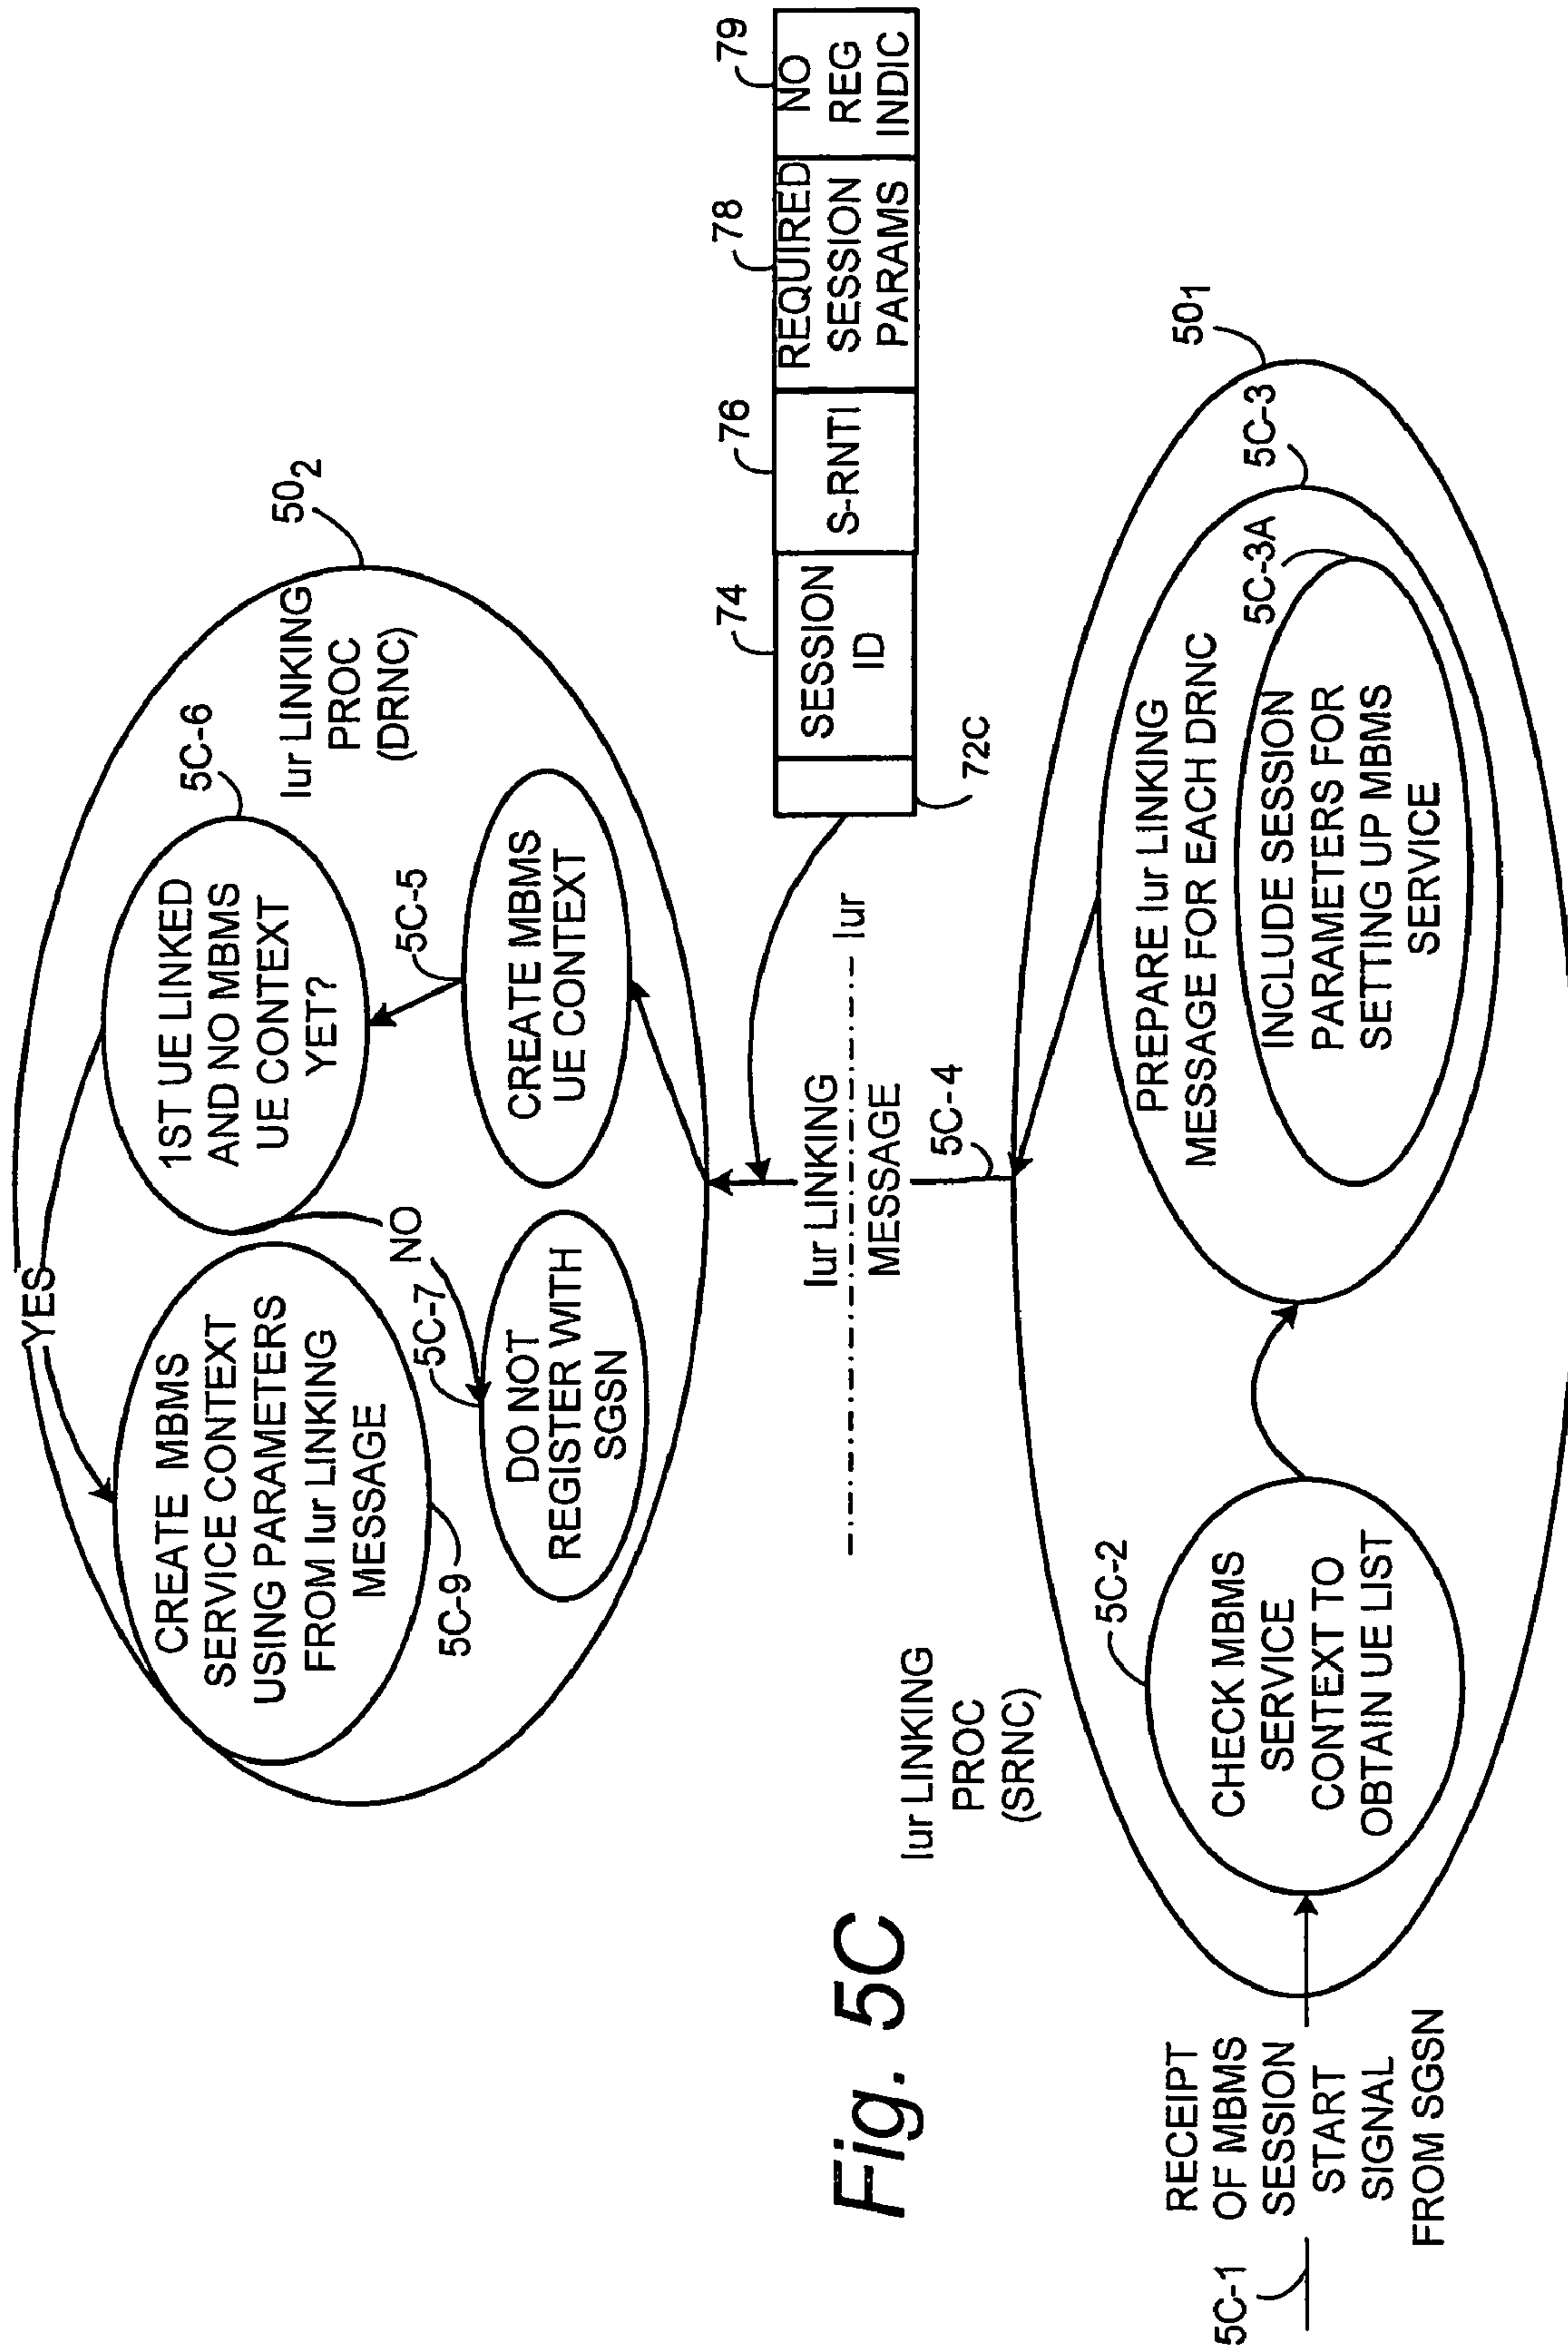 RECEIPT
OF MBMS
SESSION
START
SIGNAL
FROM SGSN
5C-1
5C-2
CHECK MBMS
SERVICE
CONTEXT TO
OBTAIN UE LIST
Iur LINKING
PROC
(SRNC)
PREPARE Iur LINKING
MESSAGE FOR EACH DRNC
INCLUDE SESSION
PARAMETERS FOR
SETTING UP MBMS
SERVICE
5C-3A
5C-3
501
5C-4
Iur LINKING
MESSAGE
Iur
72C
74
SESSION
ID
76
S-RNTI
78
REQUIRED
SESSION
PARAMS
79
NO
REG
INDIC
502
Iur LINKING
PROC
(DRNC)
5C-5
CREATE MBMS
UE CONTEXT
5C-6
1ST UE LINKED
AND NO MBMS
UE CONTEXT
YET?
YES
NO
5C-7
DO NOT
REGISTER WITH
SGSN
CREATE MBMS
SERVICE CONTEXT
USING PARAMETERS
FROM Iur LINKING
MESSAGE
5C-9
Fig. 5C